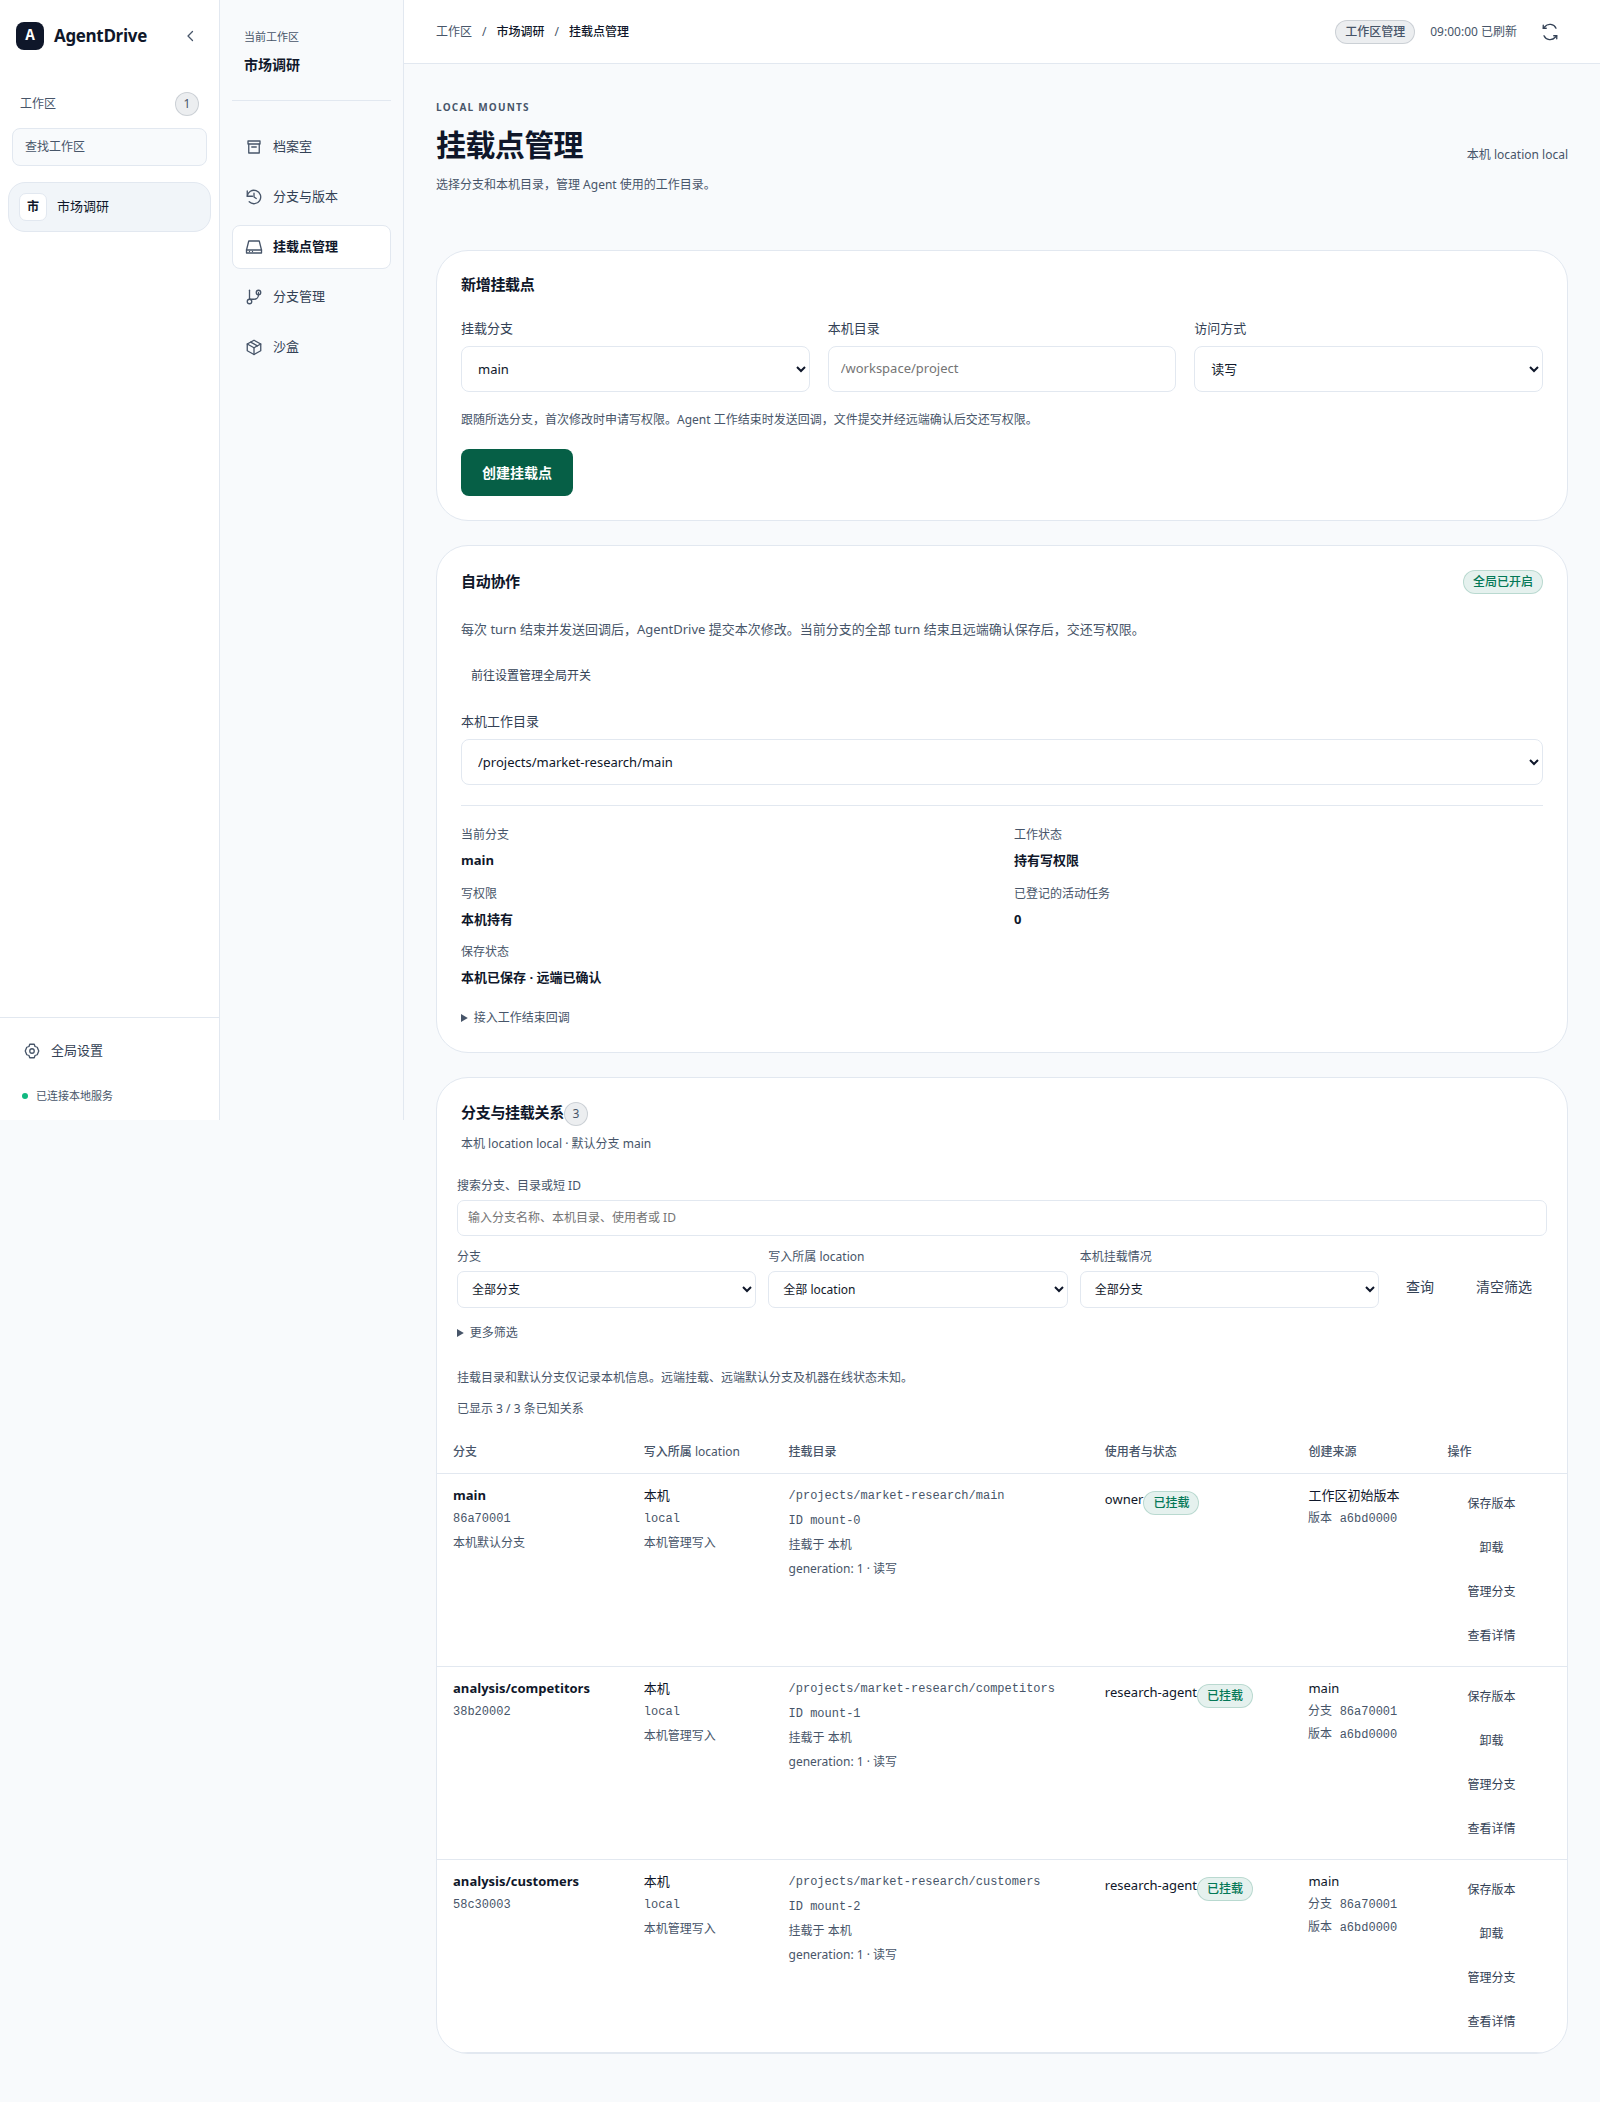 A AgentDrive
工作区 1
查找工作区
市 市场调研
全局设置
已连接本地服务
当前工作区
市场调研
档案室
分支与版本
挂载点管理
分支管理
沙盒
工作区 / 市场调研 / 挂载点管理
工作区管理 09:00:00 已刷新
LOCAL MOUNTS
挂载点管理
选择分支和本机目录，管理 Agent 使用的工作目录。
本机 location local
新增挂载点
挂载分支 本机目录 访问方式
main /workspace/project 读写
跟随所选分支，首次修改时申请写权限。Agent 工作结束时发送回调，文件提交并经远端确认后交还写权限。
创建挂载点
自动协作 全局已开启
每次 turn 结束并发送回调后，AgentDrive 提交本次修改。当前分支的全部 turn 结束且远端确认保存后，交还写权限。
前往设置管理全局开关
本机工作目录
/projects/market-research/main
当前分支 工作状态
main 持有写权限
写权限 已登记的活动任务
本机持有 0
保存状态
本机已保存 · 远端已确认
接入工作结束回调
分支与挂载关系 3
本机 location local · 默认分支 main
搜索分支、目录或短 ID
输入分支名称、本机目录、使用者或 ID
分支 写入所属 location 本机挂载情况
全部分支 全部 location 全部分支 查询 清空筛选
更多筛选
挂载目录和默认分支仅记录本机信息。远端挂载、远端默认分支及机器在线状态未知。
已显示 3 / 3 条已知关系
分支 写入所属 location 挂载目录 使用者与状态 创建来源 操作
main 本机 /projects/market-research/main owner 已挂载 工作区初始版本 保存版本
86a70001 local ID mount-0 版本 a6bd0000
本机默认分支 本机管理写入 挂载于 本机 卸载
generation: 1 · 读写
管理分支
查看详情
analysis/competitors 本机 /projects/market-research/competitors research-agent 已挂载 main 保存版本
38b20002 local ID mount-1 分支 86a70001
本机管理写入 挂载于 本机 版本 a6bd0000 卸载
generation: 1 · 读写
管理分支
查看详情
analysis/customers 本机 /projects/market-research/customers research-agent 已挂载 main 保存版本
58c30003 local ID mount-2 分支 86a70001
本机管理写入 挂载于 本机 版本 a6bd0000 卸载
generation: 1 · 读写
管理分支
查看详情